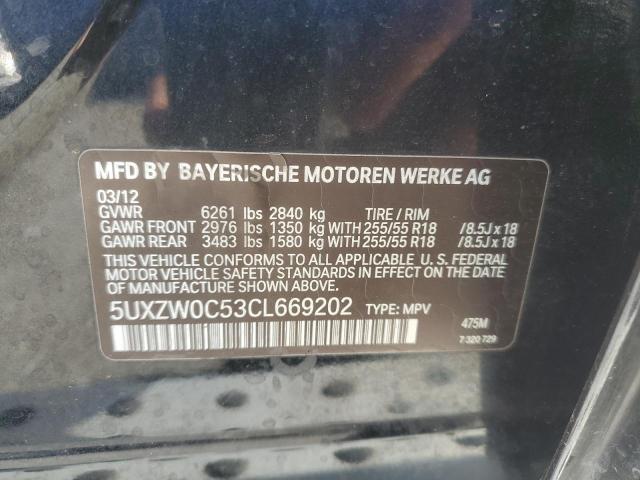 MFD BY BAYERISCHE MOTOREN WERKE AG
03/12
GVWR 6261 lbs 2840 kg TIRE / RIM
GAWR FRONT 2976 lbs 1350 kg WITH 255/55 R18 /8.5J x 18
GAWR REAR 3483 lbs 1580 kg WITH 255/55 R18 /8.5J x 18
THIS VEHICLE CONFORMS TO ALL APPLICABLE U. S. FEDERAL
MOTOR VEHICLE SAFETY STANDARDS IN EFFECT ON THE DATE OF
MANUFACTURE SHOWN ABOVE.
5UXZW0C53CL669202 TYPE: MPV
475M
7 320 729